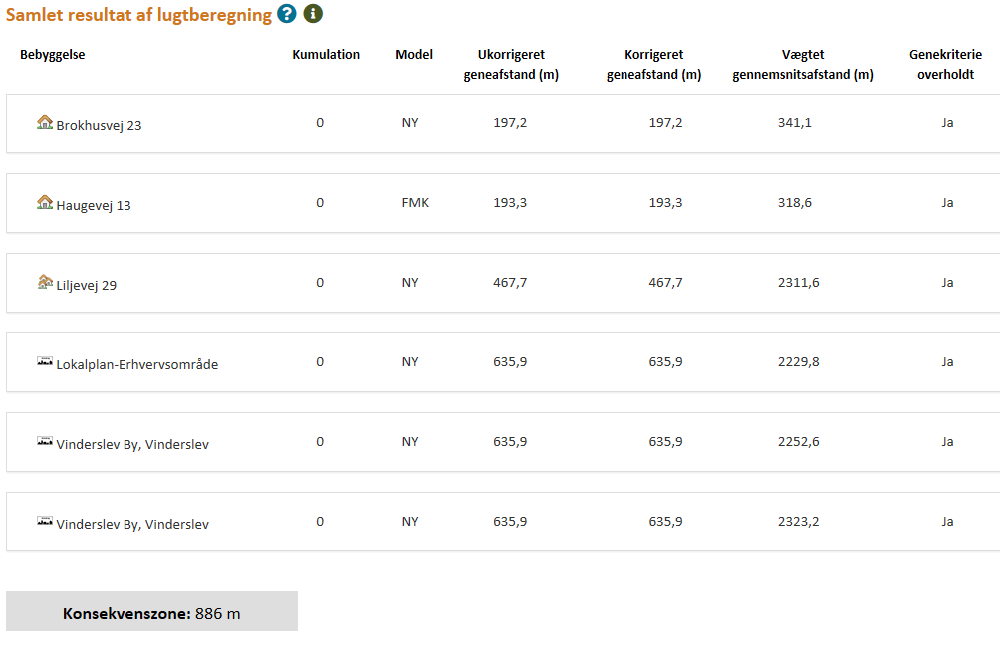 Samlet resultat af lugtberegning ? i
Bebyggelse Kumulation Model Ukorrigeret geneafstand (m) Korrigeret geneafstand (m) Vægtet gennemsnitsafstand (m) Genekriterie overholdt
Brokhusvej 23 0 NY 197,2 197,2 341,1 Ja
Haugevej 13 0 FMK 193,3 193,3 318,6 Ja
Liljevej 29 0 NY 467,7 467,7 2311,6 Ja
Lokalplan-Erhvervsområde 0 NY 635,9 635,9 2229,8 Ja
Vinderslev By, Vinderslev 0 NY 635,9 635,9 2252,6 Ja
Vinderslev By, Vinderslev 0 NY 635,9 635,9 2323,2 Ja
Konsekvenszone: 886 m